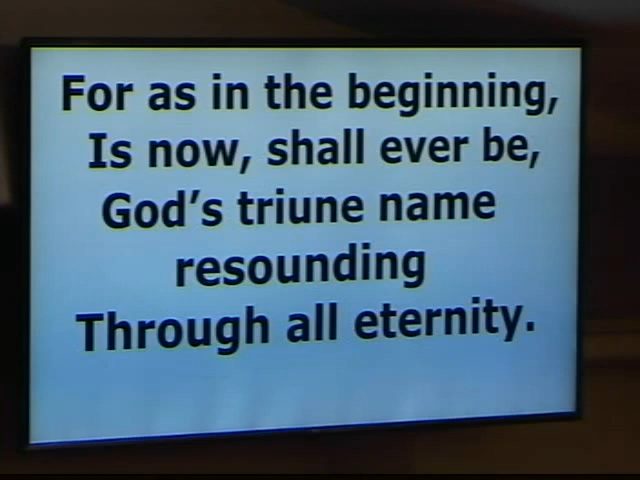 For as in the beginning,
Is now, shall ever be,
God's triune name
resounding
Through all eternity.